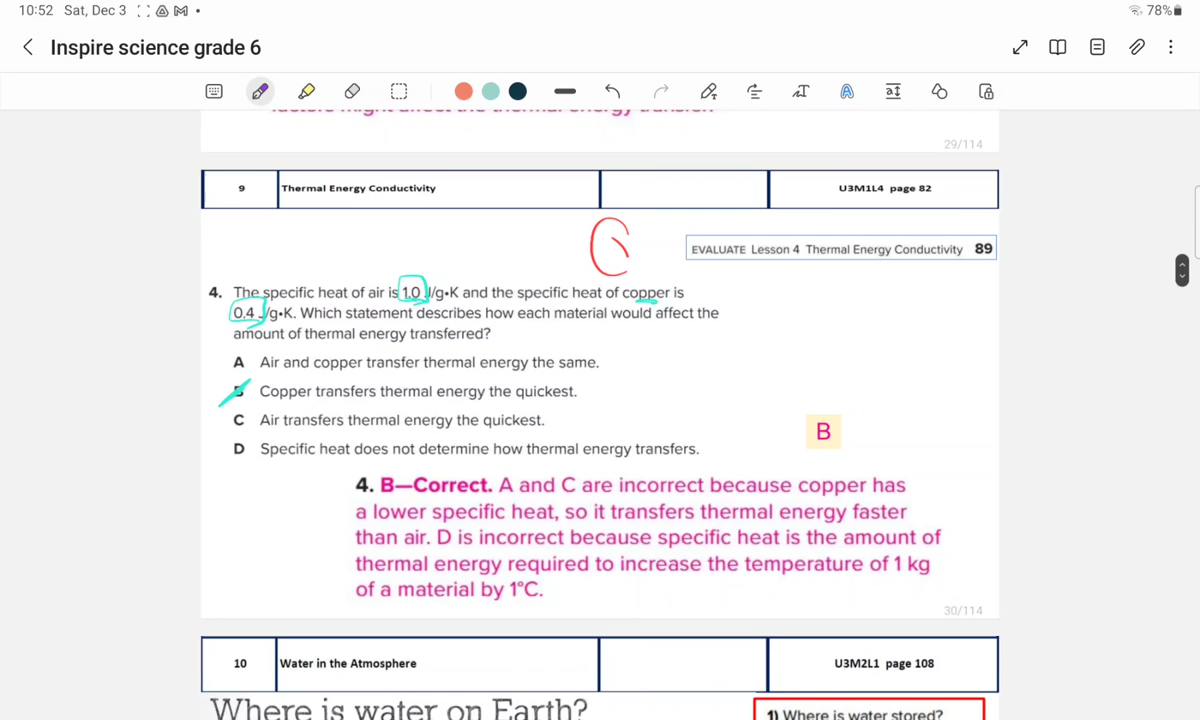 10:52 Sat, Dec 3
78%
Inspire science grade 6
factors might affect the thermal energy transfer
29/114
9 Thermal Energy Conductivity U3M1L4 page 82
EVALUATE Lesson 4 Thermal Energy Conductivity 89
4. The specific heat of air is 1.0 J/g•K and the specific heat of copper is
0.4 J/g•K. Which statement describes how each material would affect the
amount of thermal energy transferred?
A Air and copper transfer thermal energy the same.
B Copper transfers thermal energy the quickest.
C Air transfers thermal energy the quickest.
D Specific heat does not determine how thermal energy transfers.
B
4. B—Correct. A and C are incorrect because copper has
a lower specific heat, so it transfers thermal energy faster
than air. D is incorrect because specific heat is the amount of
thermal energy required to increase the temperature of 1 kg
of a material by 1°C.
30/114
10 Water in the Atmosphere U3M2L1 page 108
Where is water on Earth?
1) Where is water stored?